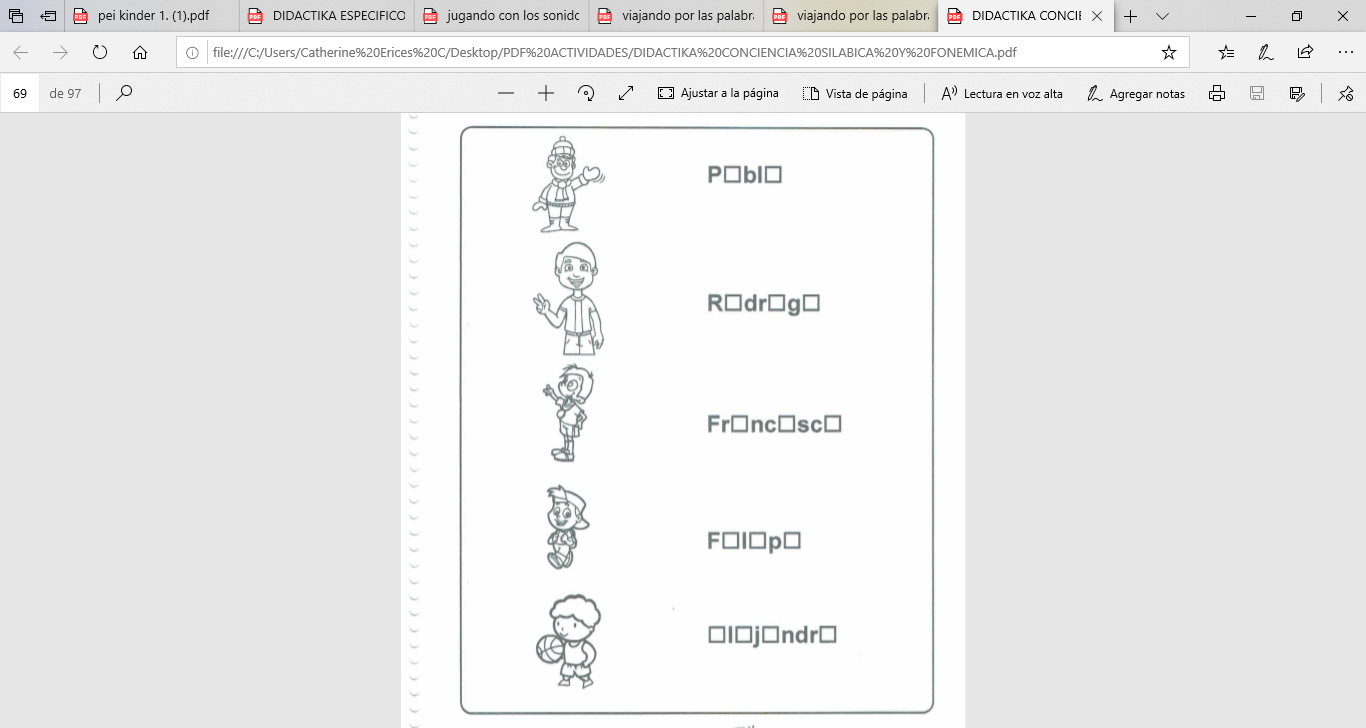 pei kinder 1. (1).pdf
DIDACTIKA ESPECIFICO
jugando con los sonido
viajando por las palabra
viajando por las palabra
DIDACTIKA CONCIE
file:///C:/Users/Catherine%20Erices%20C/Desktop/PDF%20ACTIVIDADES/DIDACTIKA%20CONCIENCIA%20SILABICA%20Y%20FONEMICA.pdf
69 de 97
Ajustar a la página
Vista de página
Lectura en voz alta
Agregar notas
P□bl□
R□dr□g□
Fr□nc□sc□
F□l□p□
□l□j□ndr□